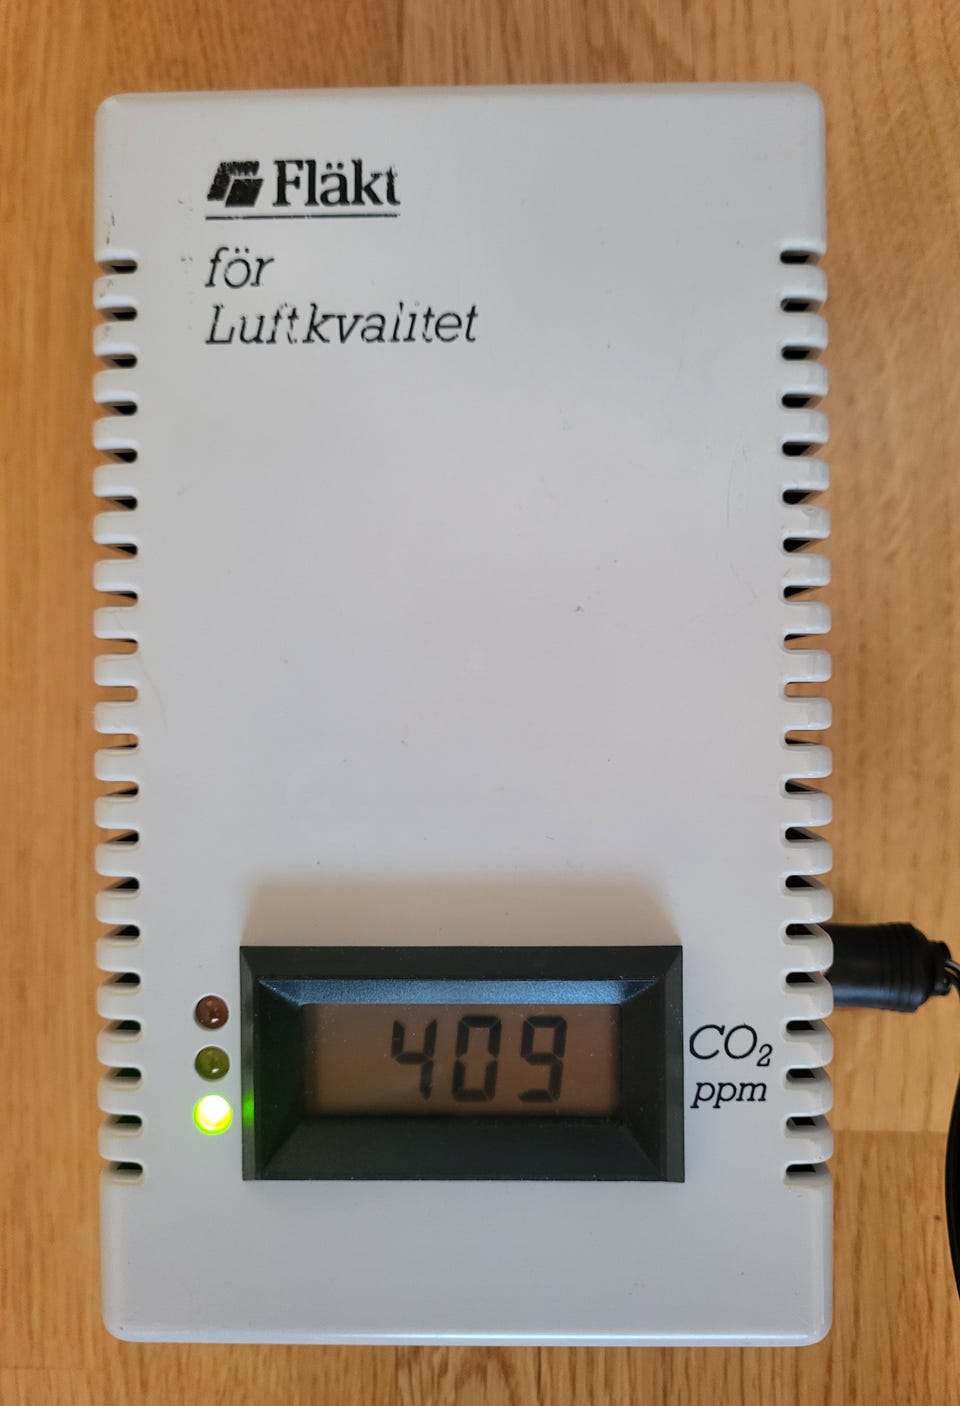 Fläkt
för
Luftkvalitet
409
CO₂
ppm